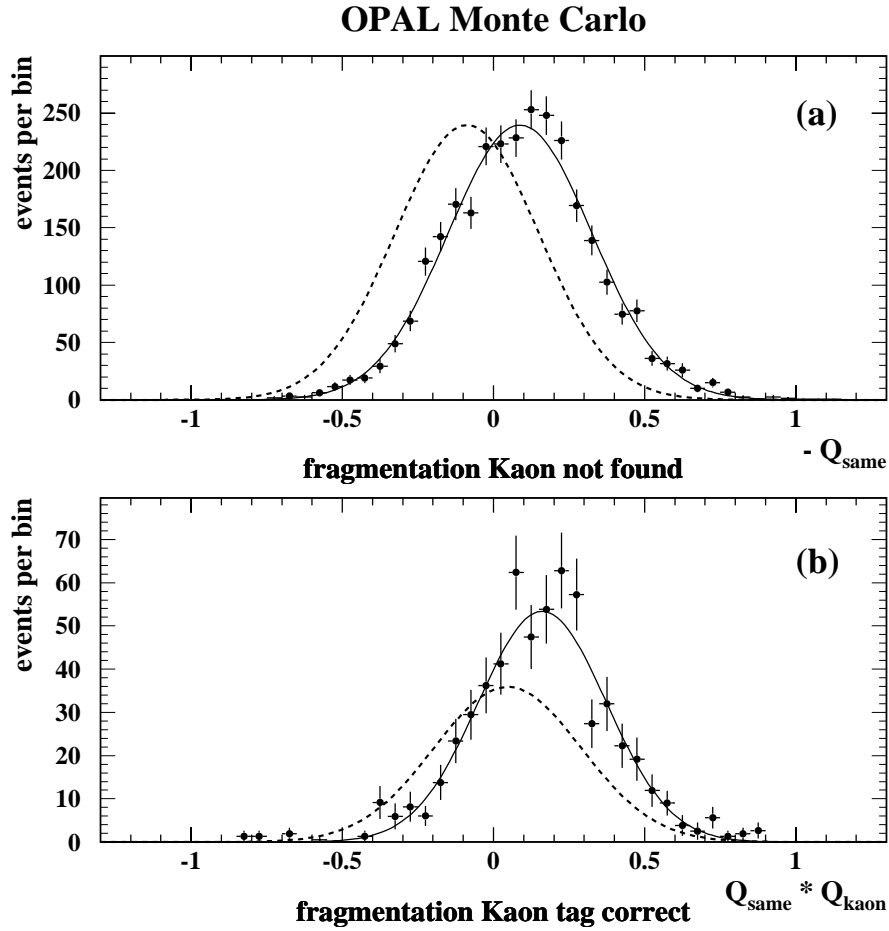 OPAL Monte Carlo
events per bin
(a)
250
200
150
100
50
0
-1 -0.5 0 0.5 1
- Q_same
fragmentation Kaon not found
events per bin
(b)
70
60
50
40
30
20
10
0
-1 -0.5 0 0.5 1
Q_same * Q_kaon
fragmentation Kaon tag correct